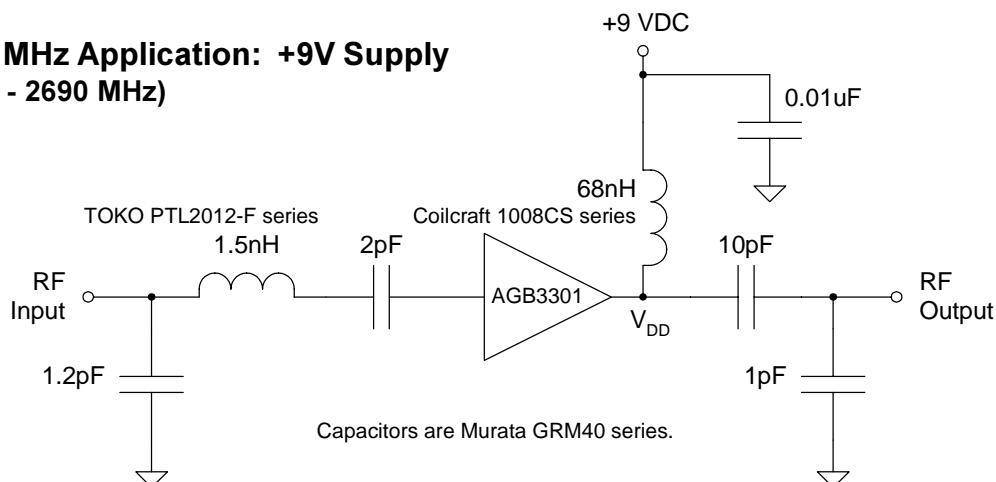 +9 VDC
MHz Application: +9V Supply
- 2690 MHz)
0.01uF
68nH
TOKO PTL2012-F series
Coilcraft 1008CS series
1.5nH
2pF
10pF
RF
Input
AGB3301
RF
Output
VDD
1.2pF
1pF
Capacitors are Murata GRM40 series.